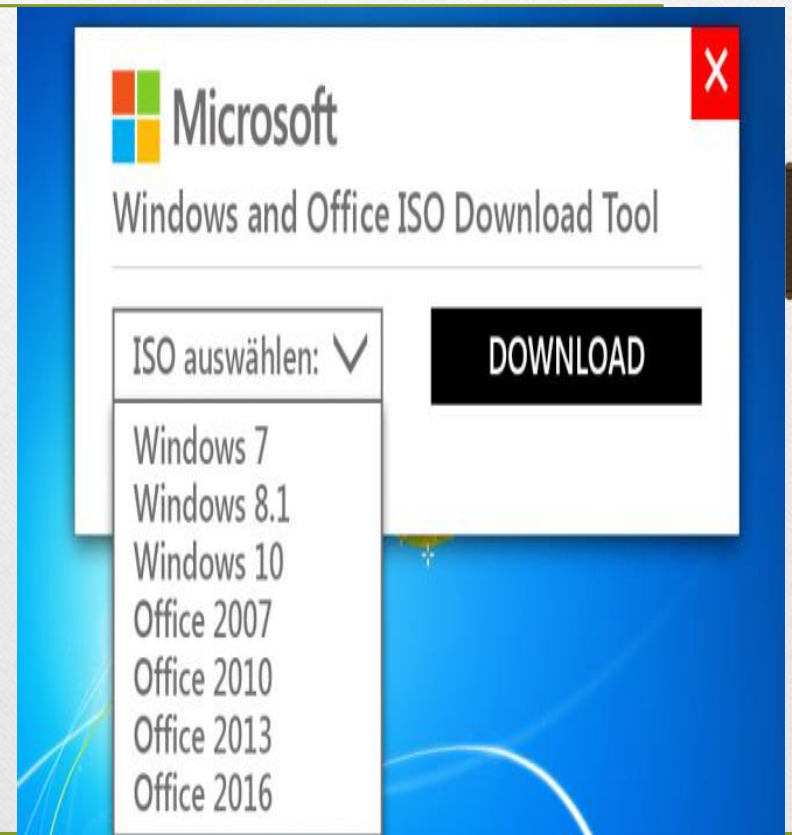 X
Microsoft
Windows and Office ISO Download Tool
ISO auswählen:
DOWNLOAD
Windows 7
Windows 8.1
Windows 10
Office 2007
Office 2010
Office 2013
Office 2016